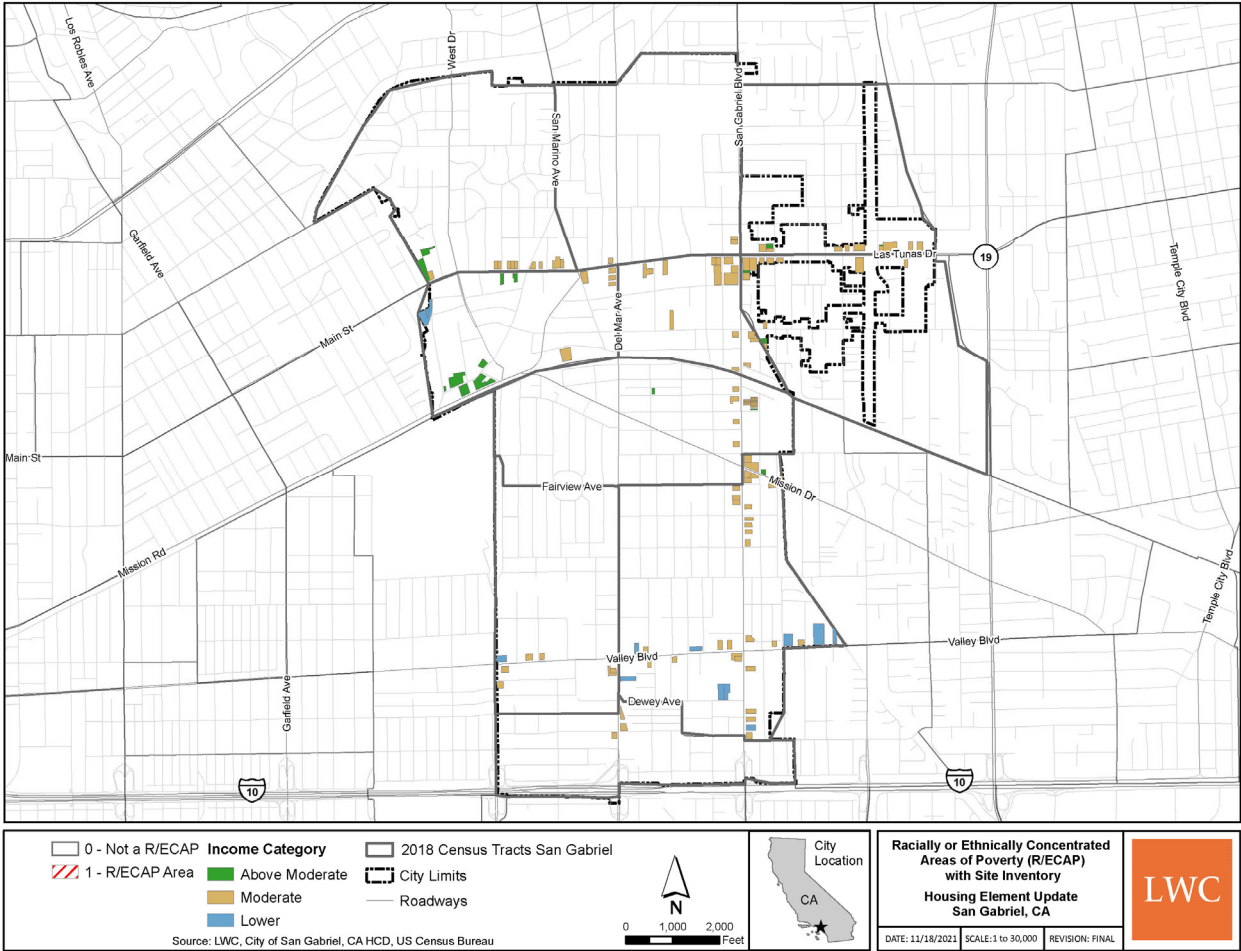 Los Robles Ave
West Dr
San Gabriel Blvd
San Marino Ave
Garfield Ave
Las Tunas Dr
19
Temple City Blvd
Del Mar Ave
Main St
Main St
Fairview Ave
Mission Dr
Mission Rd
Temple City Blvd
Valley Blvd
Valley Blvd
Dewey Ave
Garfield Ave
10
10
0 - Not a R/ECAP
1 - R/ECAP Area
Income Category
Above Moderate
Moderate
Lower
2018 Census Tracts San Gabriel
City Limits
Roadways
Source: LWC, City of San Gabriel, CA HCD, US Census Bureau
N
0 1,000 2,000
Feet
City
Location
CA
Racially or Ethnically Concentrated
Areas of Poverty (R/ECAP)
with Site Inventory
Housing Element Update
San Gabriel, CA
DATE: 11/18/2021 SCALE:1 to 30,000 REVISION: FINAL
LWC